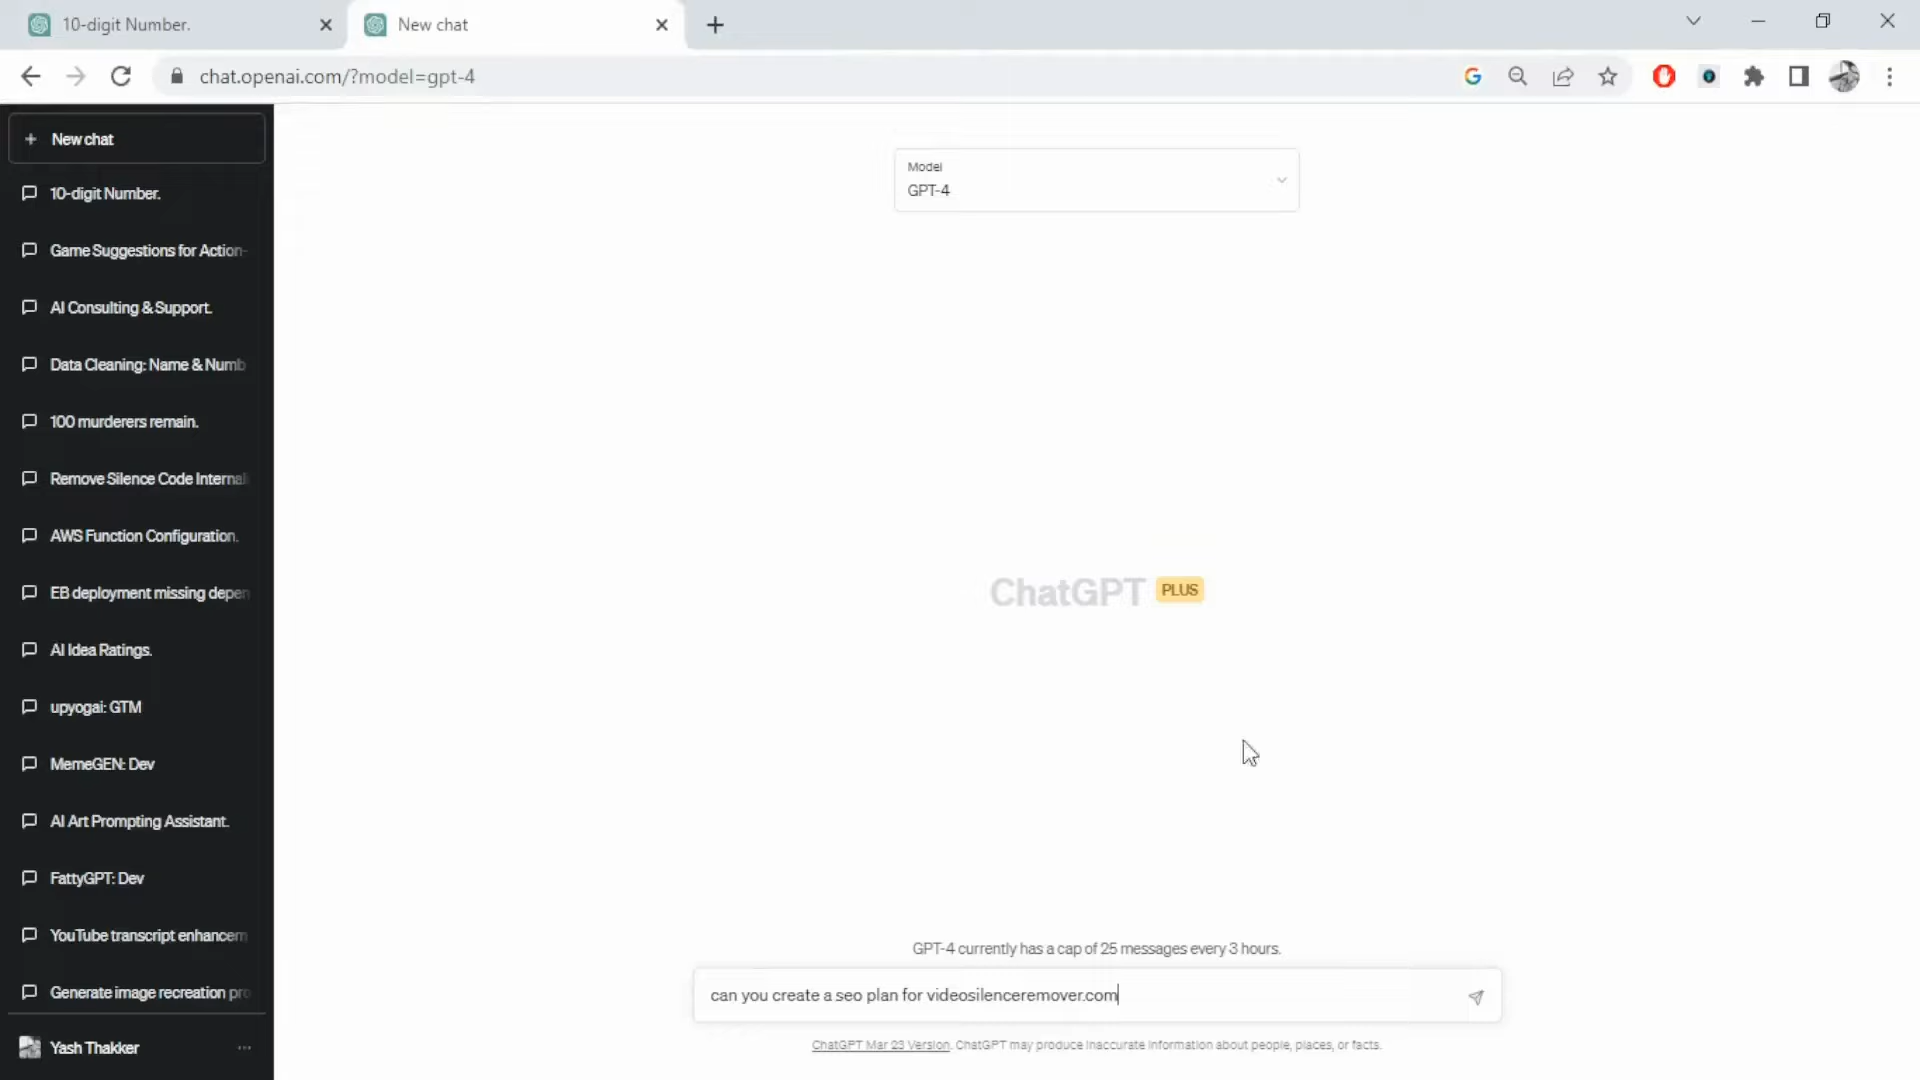 10-digit Number.
New chat
chat.openai.com/?model=gpt-4
New chat
10-digit Number.
Game Suggestions for Action-
AI Consulting & Support.
Data Cleaning: Name & Numb
100 murderers remain.
Remove Silence Code Internal
AWS Function Configuration.
EB deployment missing depen
AI Idea Ratings.
upyogai: GTM
MemeGEN: Dev
AI Art Prompting Assistant.
FattyGPT: Dev
YouTube transcript enhancem
Generate image recreation pro
Yash Thakker
Model
GPT-4
ChatGPT PLUS
GPT-4 currently has a cap of 25 messages every 3 hours.
can you create a seo plan for videosilenceremover.com
ChatGPT Mar 23 Version. ChatGPT may produce inaccurate information about people, places, or facts.